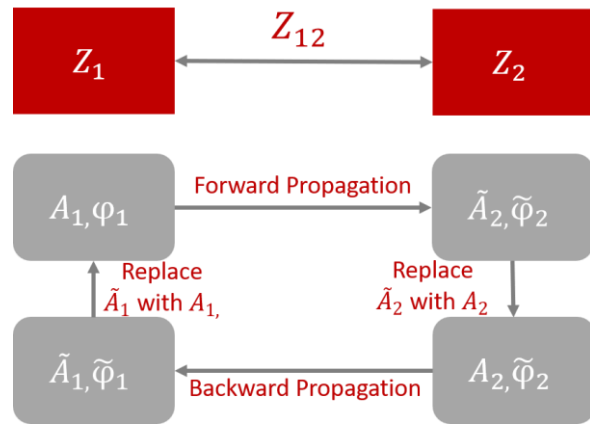 Z₁
Z₁₂
Z₂
A₁,φ₁
Forward Propagation
Ã₂,φ̃₂
Replace
Ã₁ with A₁,
Replace
Ã₂ with A₂
Ã₁,φ̃₁
Backward Propagation
A₂,φ̃₂